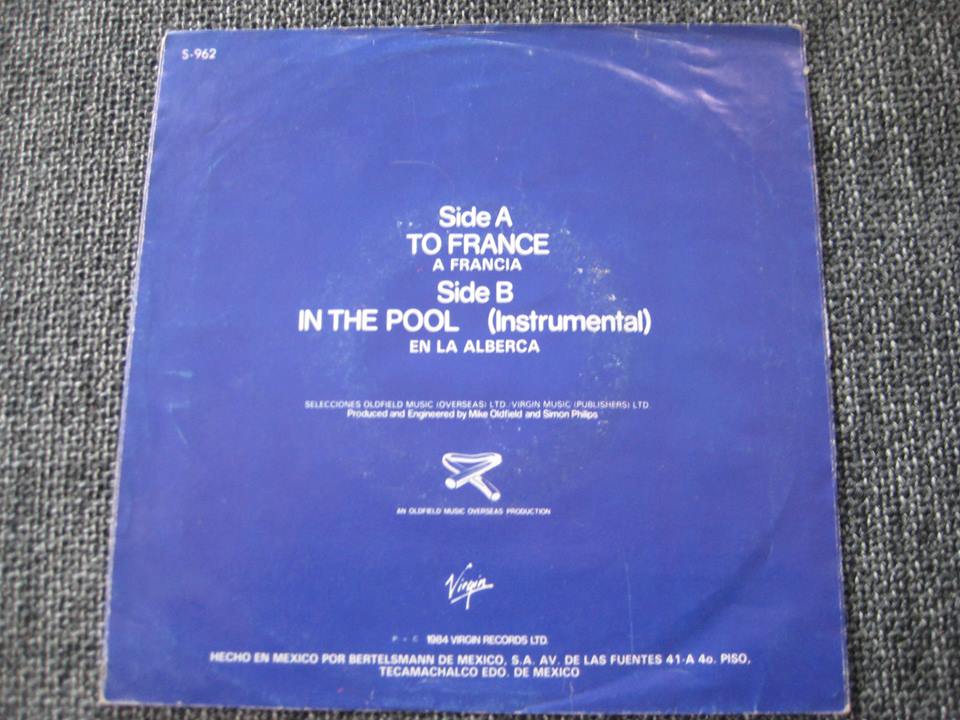 S-962
Side A
TO FRANCE
A FRANCIA
Side B
IN THE POOL (Instrumental)
EN LA ALBERCA
SELECCIONES OLDFIELD MUSIC (OVERSEAS) LTD. VIRGIN MUSIC (PUBLISHERS) LTD.
Produced and Engineered by Mike Oldfield and Simon Philips
AN OLDFIELD MUSIC OVERSEAS PRODUCTION
Virgin
P - C 1984 VIRGIN RECORDS LTD.
HECHO EN MEXICO POR BERTELSMANN DE MEXICO, S.A. AV. DE LAS FUENTES 41-A 4o. PISO,
TECAMACHALCO EDO. DE MEXICO